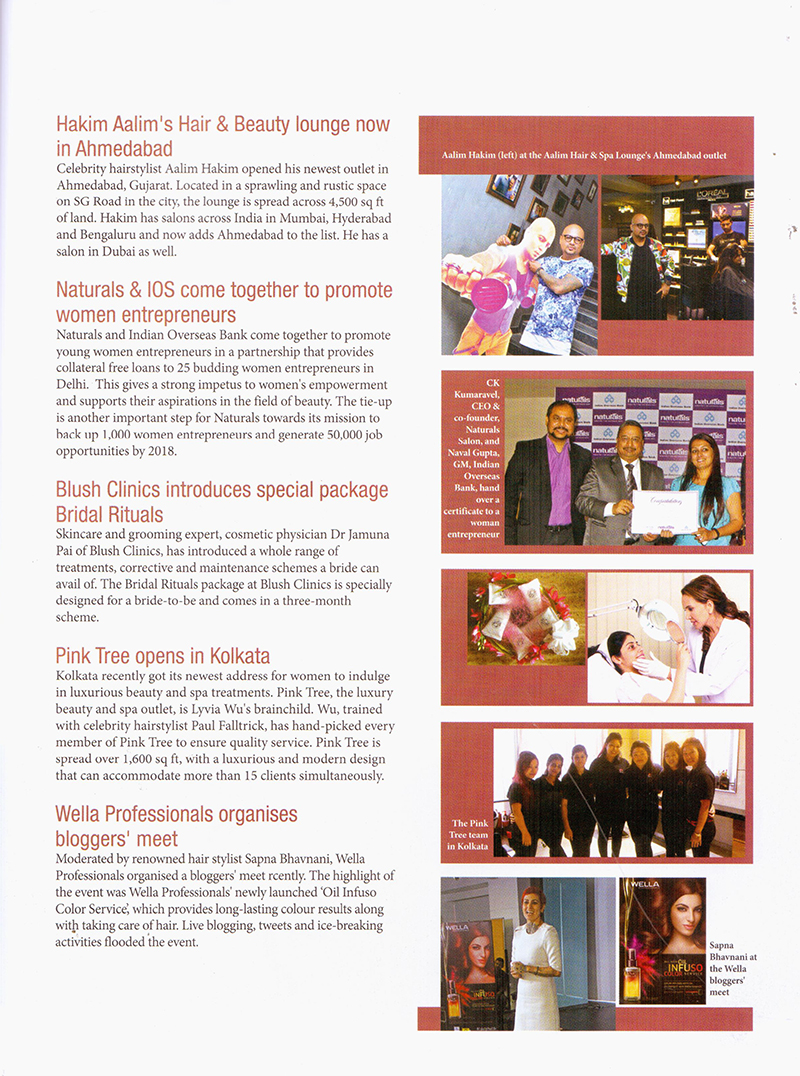 Hakim Aalim's Hair & Beauty lounge now
in Ahmedabad
Celebrity hairstylist Aalim Hakim opened his newest outlet in
Ahmedabad, Gujarat. Located in a sprawling and rustic space
on SG Road in the city, the lounge is spread across 4,500 sq ft
of land. Hakim has salons across India in Mumbai, Hyderabad
and Bengaluru and now adds Ahmedabad to the list. He has a
salon in Dubai as well.
Naturals & IOS come together to promote
women entrepreneurs
Naturals and Indian Overseas Bank come together to promote
young women entrepreneurs in a partnership that provides
collateral free loans to 25 budding women entrepreneurs in
Delhi. This gives a strong impetus to women's empowerment
and supports their aspirations in the field of beauty. The tie-up
is another important step for Naturals towards its mission to
back up 1,000 women entrepreneurs and generate 50,000 job
opportunities by 2018.
Blush Clinics introduces special package
Bridal Rituals
Skincare and grooming expert, cosmetic physician Dr Jamuna
Pai of Blush Clinics, has introduced a whole range of
treatments, corrective and maintenance schemes a bride can
avail of. The Bridal Rituals package at Blush Clinics is specially
designed for a bride-to-be and comes in a three-month
scheme.
Pink Tree opens in Kolkata
Kolkata recently got its newest address for women to indulge
in luxurious beauty and spa treatments. Pink Tree, the luxury
beauty and spa outlet, is Lyvia Wu's brainchild. Wu, trained
with celebrity hairstylist Paul Falltrick, has hand-picked every
member of Pink Tree to ensure quality service. Pink Tree is
spread over 1,600 sq ft, with a luxurious and modern design
that can accommodate more than 15 clients simultaneously.
Wella Professionals organises
bloggers' meet
Moderated by renowned hair stylist Sapna Bhavnani, Wella
Professionals organised a bloggers' meet rcently. The highlight of
the event was Wella Professionals' newly launched 'Oil Infuso
Color Service', which provides long-lasting colour results along
with taking care of hair. Live blogging, tweets and ice-breaking
activities flooded the event.
Aalim Hakim (left) at the Aalim Hair & Spa Lounge's Ahmedabad outlet
L'ORÉAL
CK
Kumaravel,
CEO &
co-founder,
Naturals
Salon, and
Naval Gupta,
GM, Indian
Overseas
Bank, hand
over a
certificate to a
woman
entrepreneur
naturals
Indian Overseas Bank
Congratulations
The Pink
Tree team
in Kolkata
WELLA
INFUSO
WELLA
OIL
INFUSO
COLOR SERVICE
Sapna
Bhavnani at
the Wella
bloggers'
meet